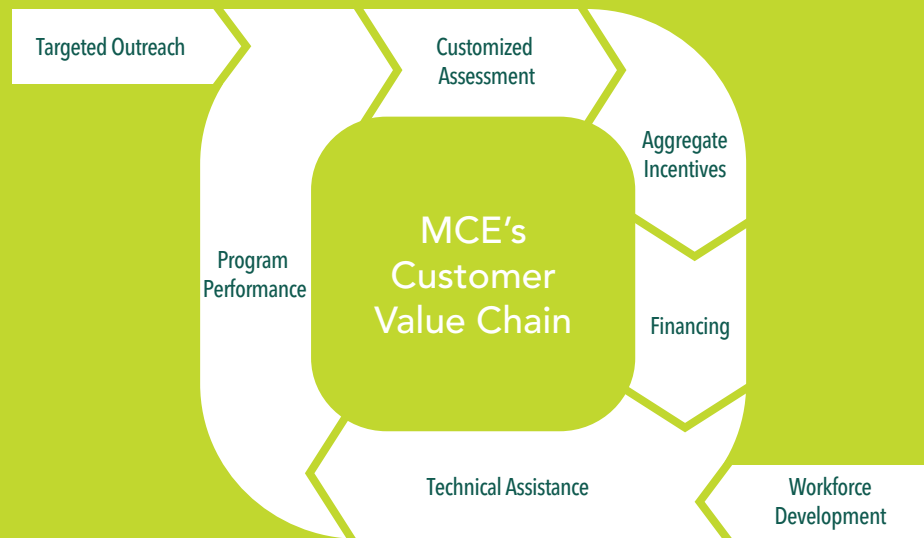 Targeted Outreach
Customized
Assessment
Aggregate
Incentives
MCE's
Customer
Value Chain
Program
Performance
Financing
Technical Assistance
Workforce
Development